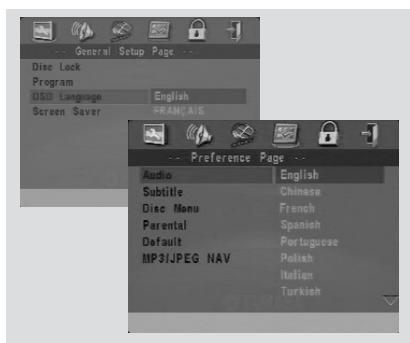 -- General Setup Page --
Disc Lock
Program
OSD Language English
Screen Saver FRANÇAIS
-- Preference Page --
Audio English
Subtitle Chinese
Disc Menu French
Parental Spanish
Default Portuguese
MP3/JPEG NAV Polish
Italian
Turkish